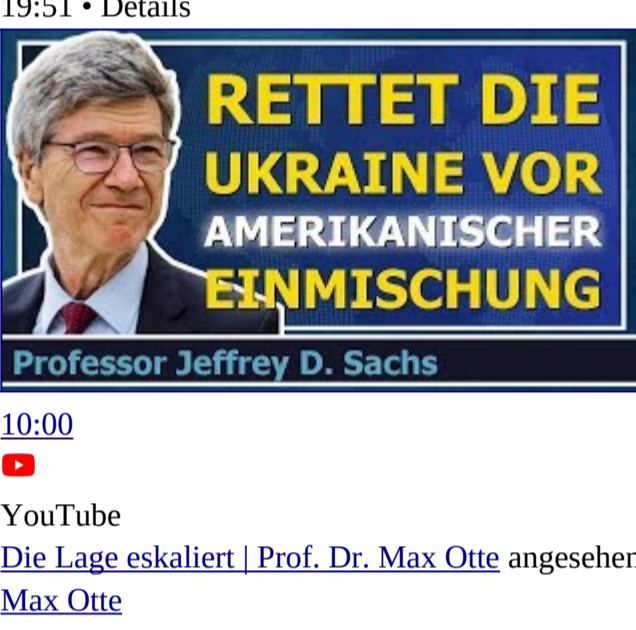 19:51 • Details
RETTET DIE
UKRAINE VOR
AMERIKANISCHER
EINMISCHUNG
Professor Jeffrey D. Sachs
10:00
YouTube
Die Lage eskaliert | Prof. Dr. Max Otte angesehen
Max Otte